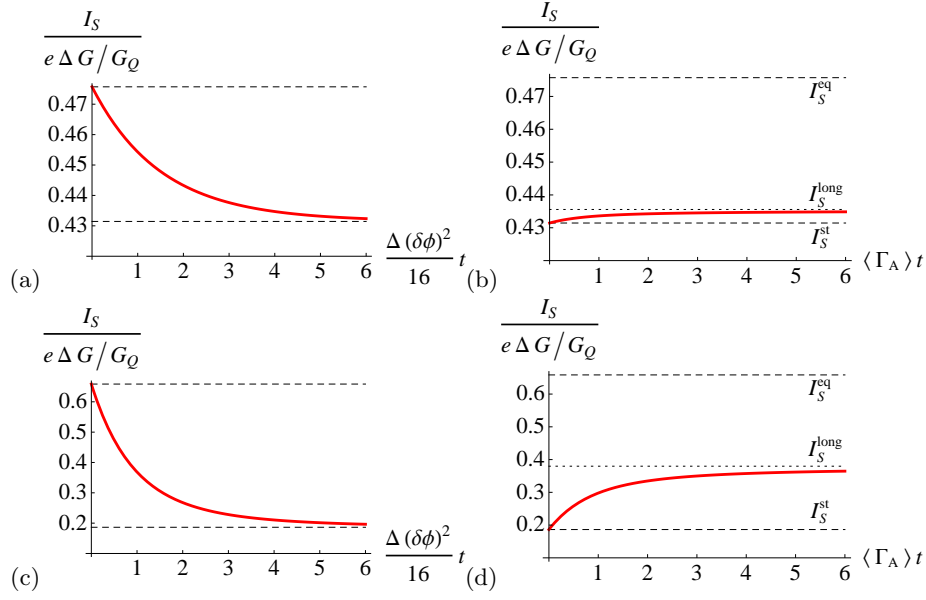 I_S
e Δ G / G_Q
0.47
0.46
0.45
0.44
0.43
1 2 3 4 5 6
Δ (δϕ)^2
16
t
(a)
I_S
e Δ G / G_Q
0.47
0.46
0.45
0.44
0.43
I_S^eq
I_S^long
I_S^st
1 2 3 4 5 6
⟨ Γ_A ⟩ t
(b)
I_S
e Δ G / G_Q
0.6
0.5
0.4
0.3
0.2
1 2 3 4 5 6
Δ (δϕ)^2
16
t
(c)
I_S
e Δ G / G_Q
0.6
0.5
0.4
0.3
0.2
I_S^eq
I_S^long
I_S^st
1 2 3 4 5 6
⟨ Γ_A ⟩ t
(d)